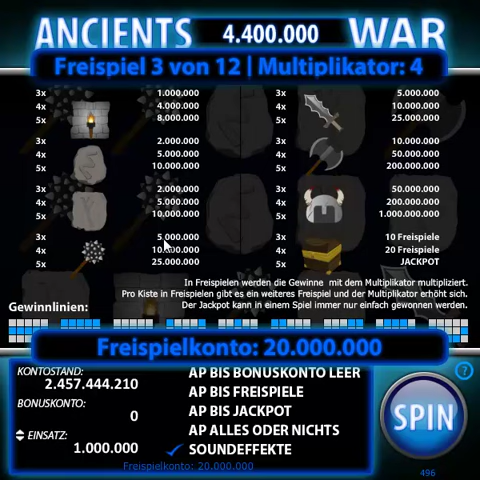 ANCIENTS 4.400.000 WAR
Freispiel 3 von 12 | Multiplikator: 4
3x 1.000.000 3x 5.000.000
4x 4.000.000 4x 10.000.000
5x 8.000.000 5x 25.000.000
3x 2.000.000 3x 10.000.000
4x 5.000.000 4x 50.000.000
5x 10.000.000 5x 200.000.000
3x 2.000.000 3x 50.000.000
4x 5.000.000 4x 200.000.000
5x 10.000.000 5x 1.000.000.000
3x 5.000.000 3x 10 Freispiele
4x 10.000.000 4x 20 Freispiele
5x 25.000.000 5x JACKPOT
In Freispielen werden die Gewinne mit dem Multiplikator multipliziert.
Pro Kiste in Freispielen gibt es ein weiteres Freispiel und der Multiplikator erhöht sich.
Der Jackpot kann in einem Spiel immer nur einfach gewonnen werden.
Gewinnlinien:
Freispielkonto: 20.000.000
KONTOSTAND:
2.457.444.210
BONUSKONTO:
0
EINSATZ:
1.000.000
AP BIS BONUSKONTO LEER
AP BIS FREISPIELE
AP BIS JACKPOT
AP ALLES ODER NICHTS
SOUNDEFFEKTE
Freispielkonto: 20.000.000
?
SPIN
496